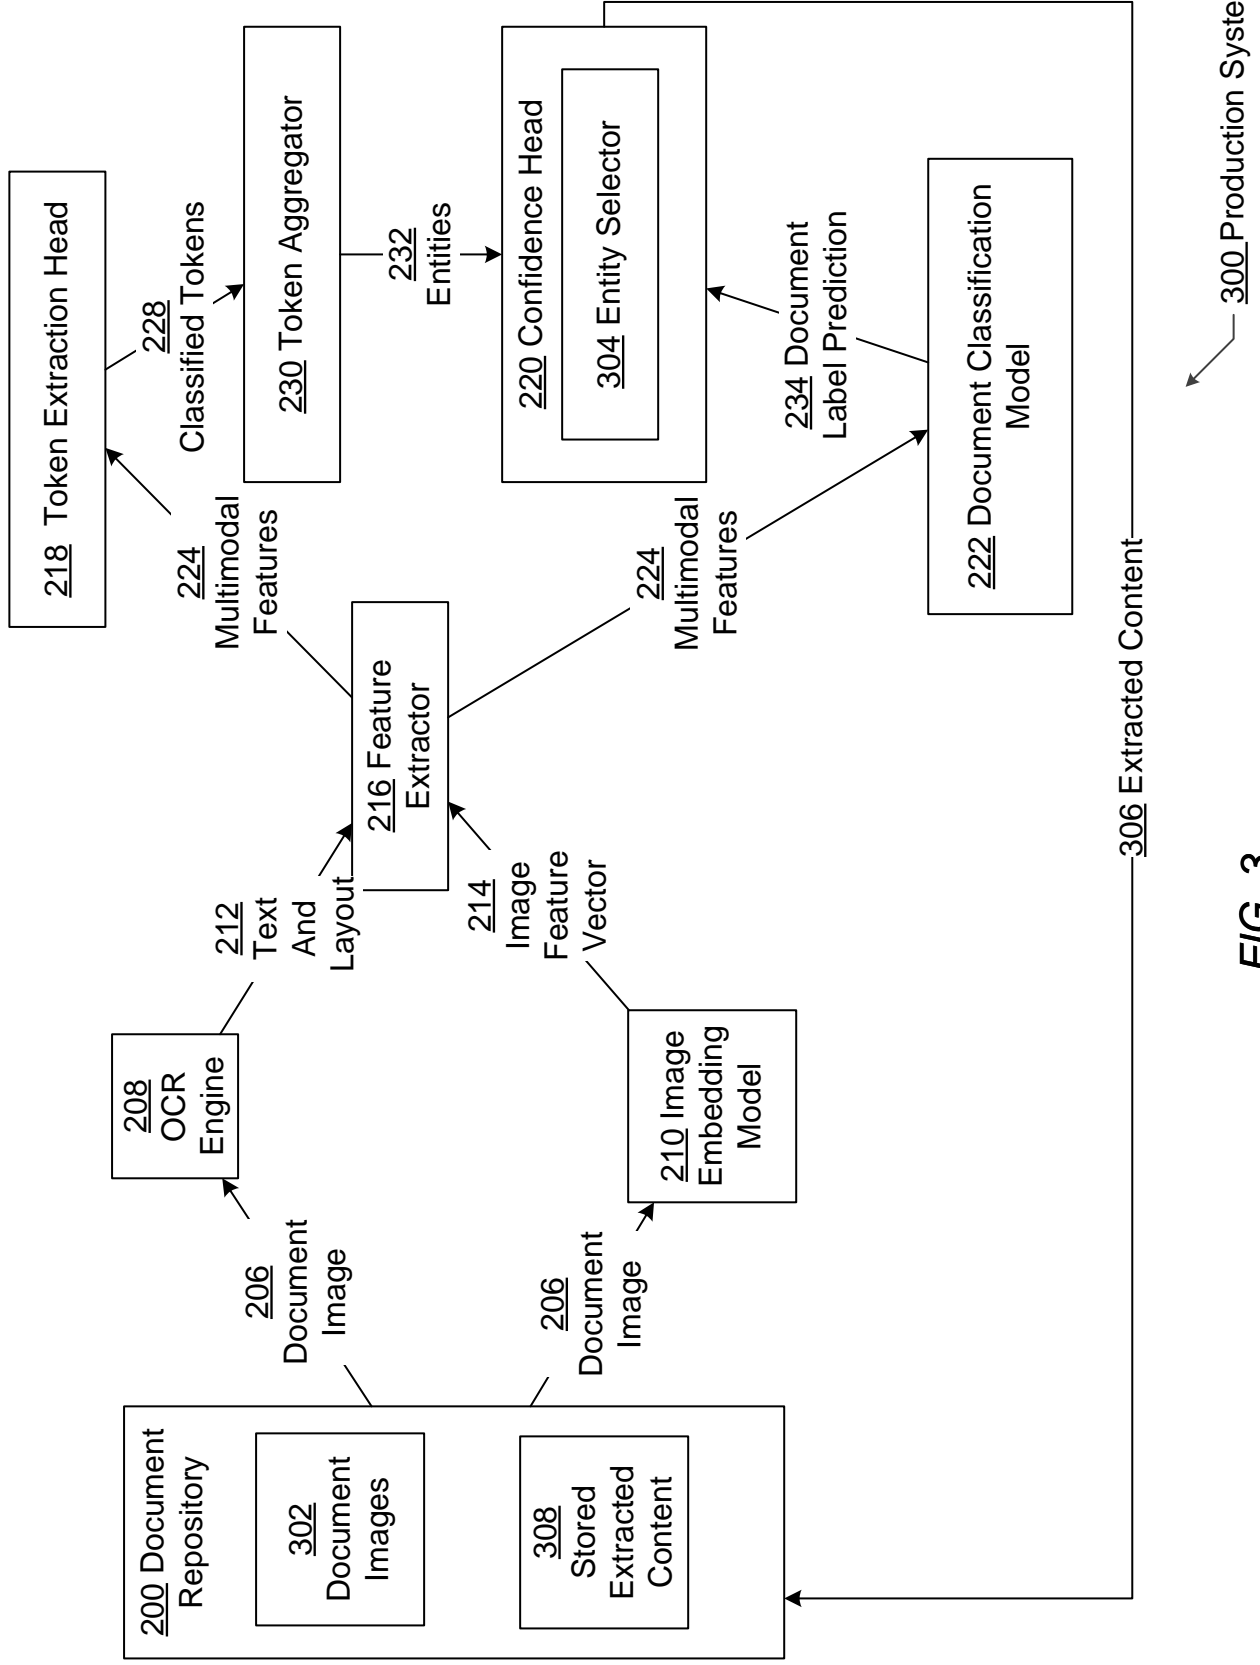 200 Document
Repository
302
Document
Images
308
Stored
Extracted
Content
206
Document
Image
206
Document
Image
208
OCR
Engine
210 Image
Embedding
Model
212
Text
And
Layout
214
Image
Feature
Vector
216 Feature
Extractor
224
Multimodal
Features
224
Multimodal
Features
218 Token Extraction Head
228
Classified Tokens
230 Token Aggregator
232
Entities
220 Confidence Head
304 Entity Selector
234 Document
Label Prediction
222 Document Classification
Model
306 Extracted Content
300 Production Syste
FIG. 3